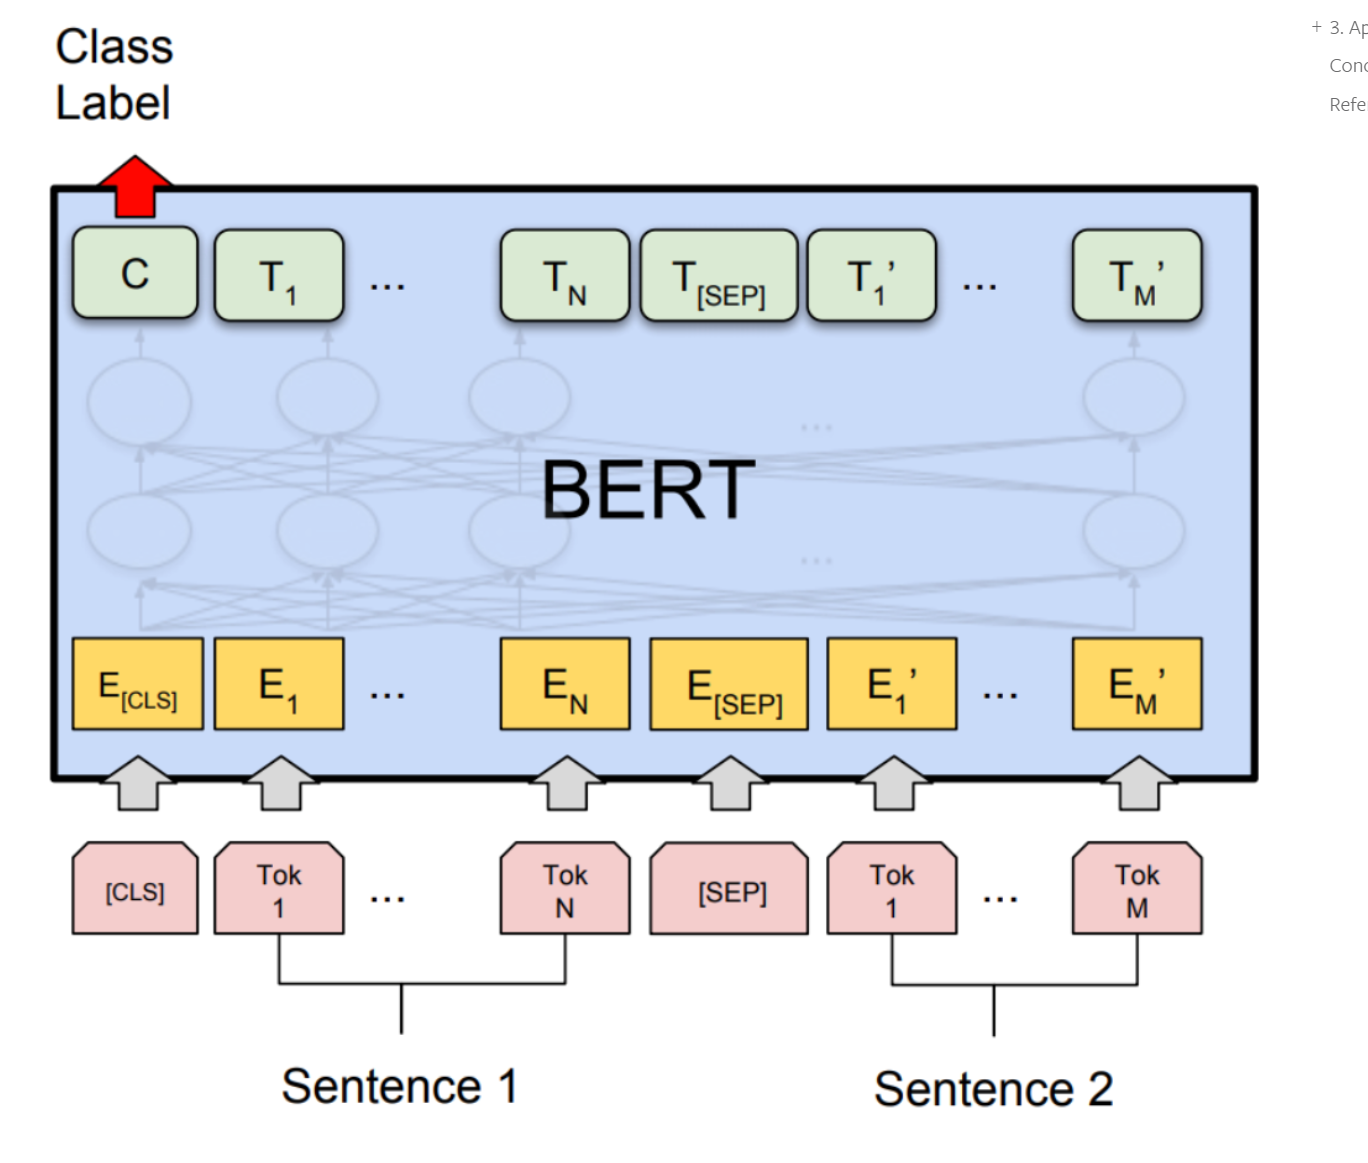 Class
Label
+ 3. Ap
Conc
Refe
C T1 ... TN T[SEP] T1’ ... TM’
...
BERT
...
E[CLS] E1 ... EN E[SEP] E1’ ... EM’
[CLS] Tok 1 ... Tok N [SEP] Tok 1 ... Tok M
Sentence 1 Sentence 2